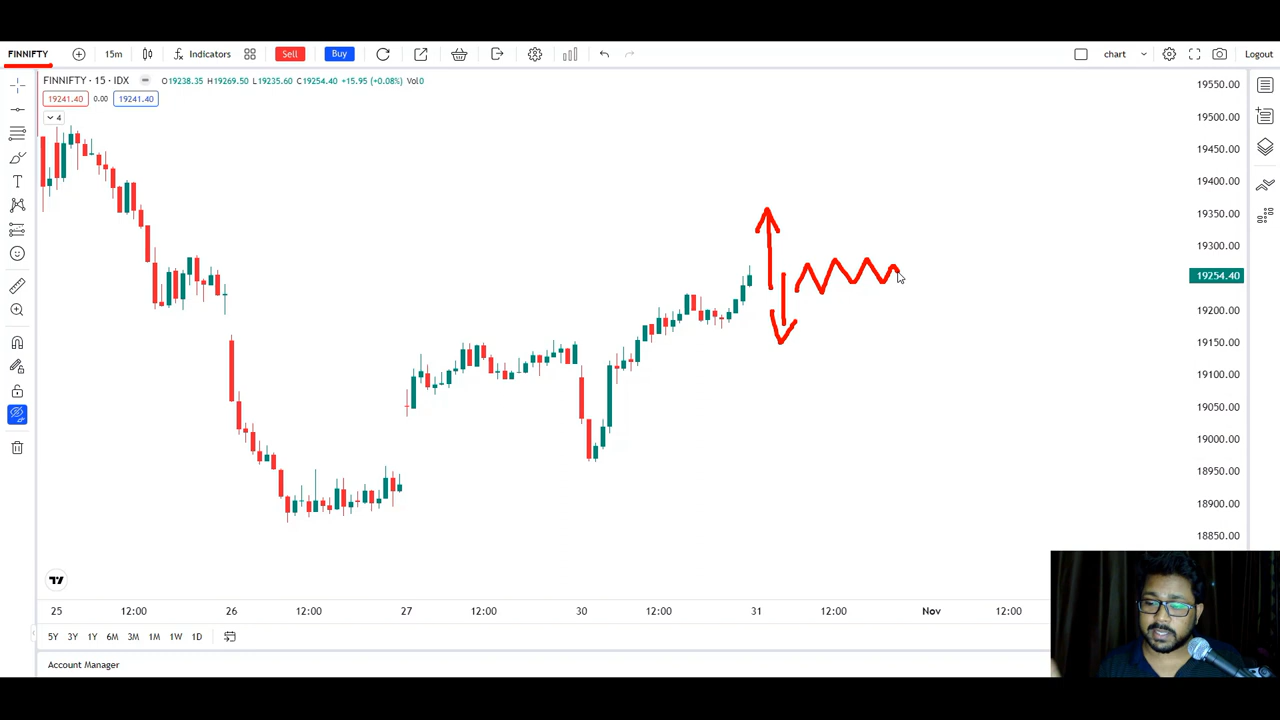 FINNIFTY 15m Indicators Sell Buy chart Logout
FINNIFTY · 15 · IDX O19238.35 H19269.50 L19235.60 C19254.40 +15.95 (+0.08%) Vol0
19241.40 0.00 19241.40
4
19550.00
19500.00
19450.00
19400.00
19350.00
19300.00
19254.40
19200.00
19150.00
19100.00
19050.00
19000.00
18950.00
18900.00
18850.00
25 12:00 26 12:00 27 12:00 30 12:00 31 12:00 Nov 12:00
5Y 3Y 1Y 6M 3M 1M 1W 1D
Account Manager